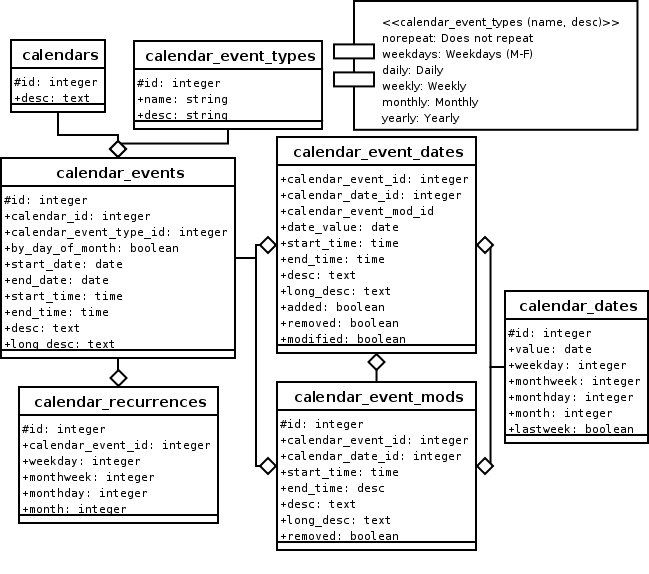 calendars
#id: integer
+desc: text
calendar_event_types
#id: integer
+name: string
+desc: string
<<calendar_event_types (name, desc)>>
norepeat: Does not repeat
weekdays: Weekdays (M-F)
daily: Daily
weekly: Weekly
monthly: Monthly
yearly: Yearly
calendar_events
#id: integer
+calendar_id: integer
+calendar_event_type_id: integer
+by_day_of_month: boolean
+start_date: date
+end_date: date
+start_time: time
+end_time: time
+desc: text
+long_desc: text
calendar_event_dates
+calendar_event_id: integer
+calendar_date_id: integer
+calendar_event_mod_id
+date_value: date
+start_time: time
+end_time: time
+desc: text
+long_desc: text
+added: boolean
+removed: boolean
+modified: boolean
calendar_dates
#id: integer
+value: date
+weekday: integer
+monthweek: integer
+monthday: integer
+month: integer
+lastweek: boolean
calendar_recurrences
#id: integer
+calendar_event_id: integer
+weekday: integer
+monthweek: integer
+monthday: integer
+month: integer
calendar_event_mods
#id: integer
+calendar_event_id: integer
+calendar_date_id: integer
+start_time: time
+end_time: desc
+desc: text
+long_desc: text
+removed: boolean